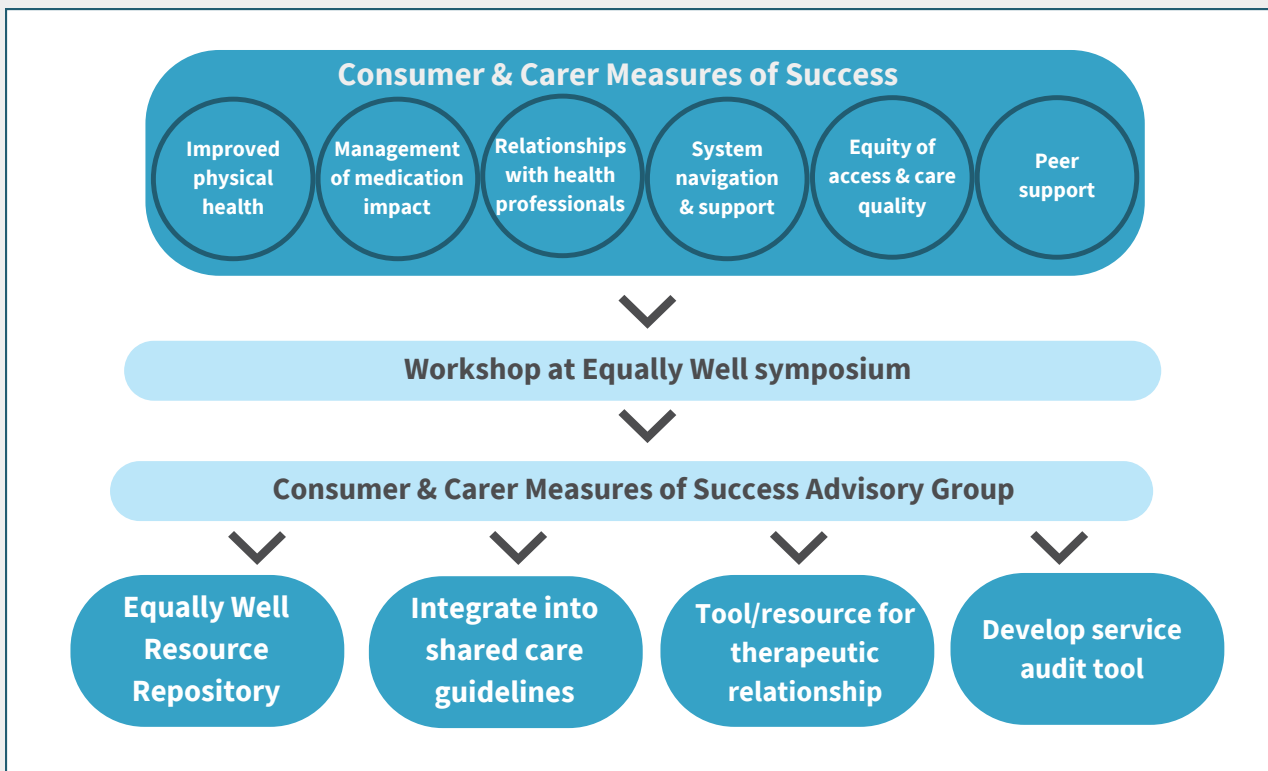 Consumer & Carer Measures of Success
Improved
physical
health
Management
of medication
impact
Relationships
with health
professionals
System
navigation
& support
Equity of
access & care
quality
Peer
support
Workshop at Equally Well symposium
Consumer & Carer Measures of Success Advisory Group
Equally Well
Resource
Repository
Integrate into
shared care
guidelines
Tool/resource for
therapeutic
relationship
Develop service
audit tool